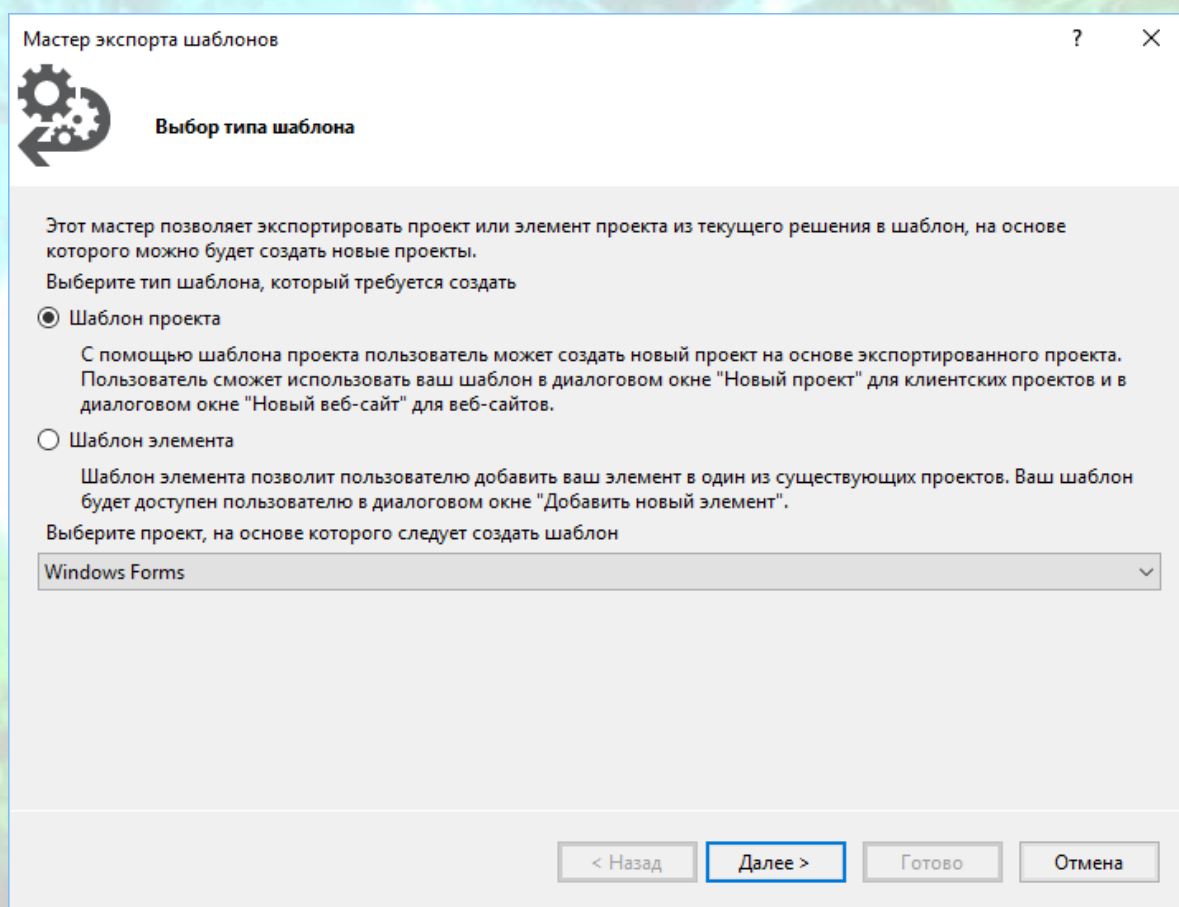 Мастер экспорта шаблонов
?
Выбор типа шаблона
Этот мастер позволяет экспортировать проект или элемент проекта из текущего решения в шаблон, на основе
которого можно будет создать новые проекты.
Выберите тип шаблона, который требуется создать
Шаблон проекта
С помощью шаблона проекта пользователь может создать новый проект на основе экспортированного проекта.
Пользователь сможет использовать ваш шаблон в диалоговом окне "Новый проект" для клиентских проектов и в
диалоговом окне "Новый веб-сайт" для веб-сайтов.
Шаблон элемента
Шаблон элемента позволит пользователю добавить ваш элемент в один из существующих проектов. Ваш шаблон
будет доступен пользователю в диалоговом окне "Добавить новый элемент".
Выберите проект, на основе которого следует создать шаблон
Windows Forms
< Назад
Далее >
Готово
Отмена